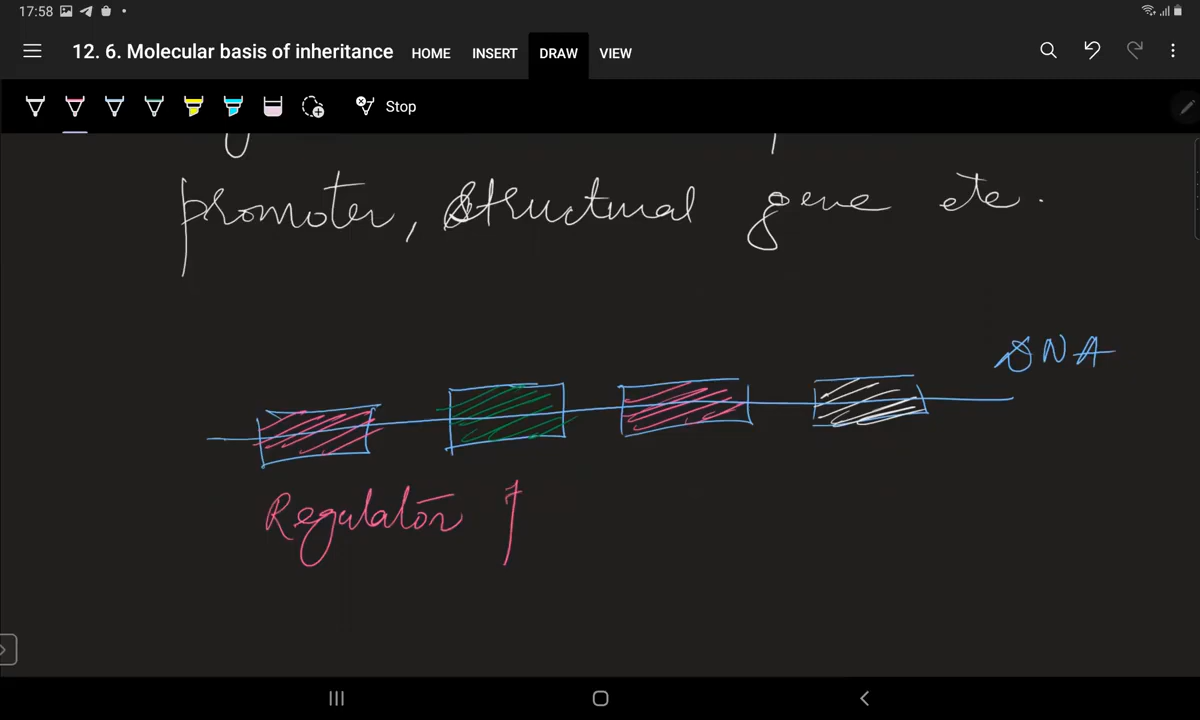 17:58
12. 6. Molecular basis of inheritance HOME INSERT DRAW VIEW
Stop
promoter, structural gene etc.
DNA
Regulator